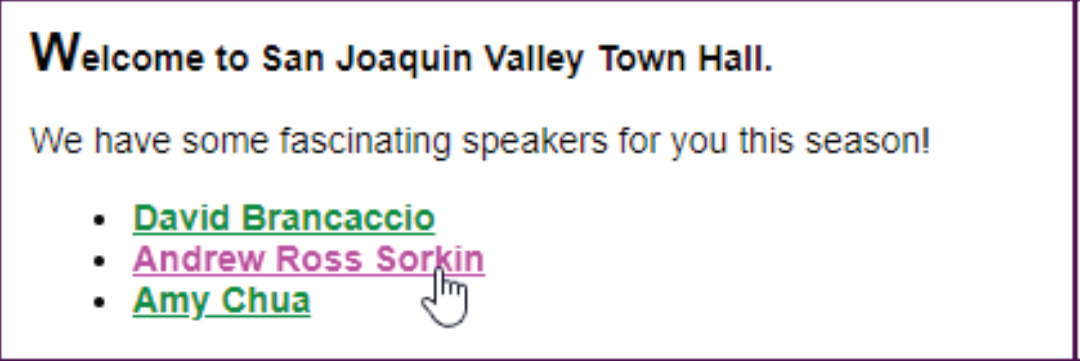 Welcome to San Joaquin Valley Town Hall.
We have some fascinating speakers for you this season!
• David Brancaccio
• Andrew Ross Sorkin
• Amy Chua